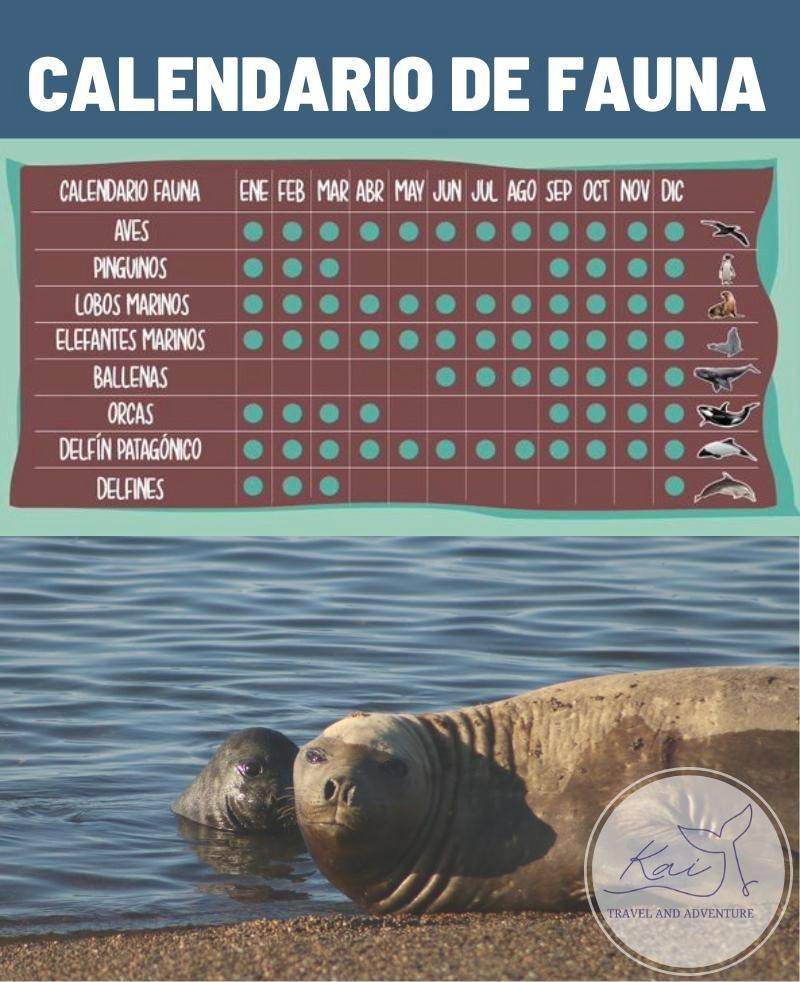 CALENDARIO DE FAUNA
CALENDARIO FAUNA ENE FEB MAR ABR MAY JUN JUL AGO SEP OCT NOV DIC
AVES
PINGUINOS
LOBOS MARINOS
ELEFANTES MARINOS
BALLENAS
ORCAS
DELFÍN PATAGÓNICO
DELFINES
Kai
TRAVEL AND ADVENTURE